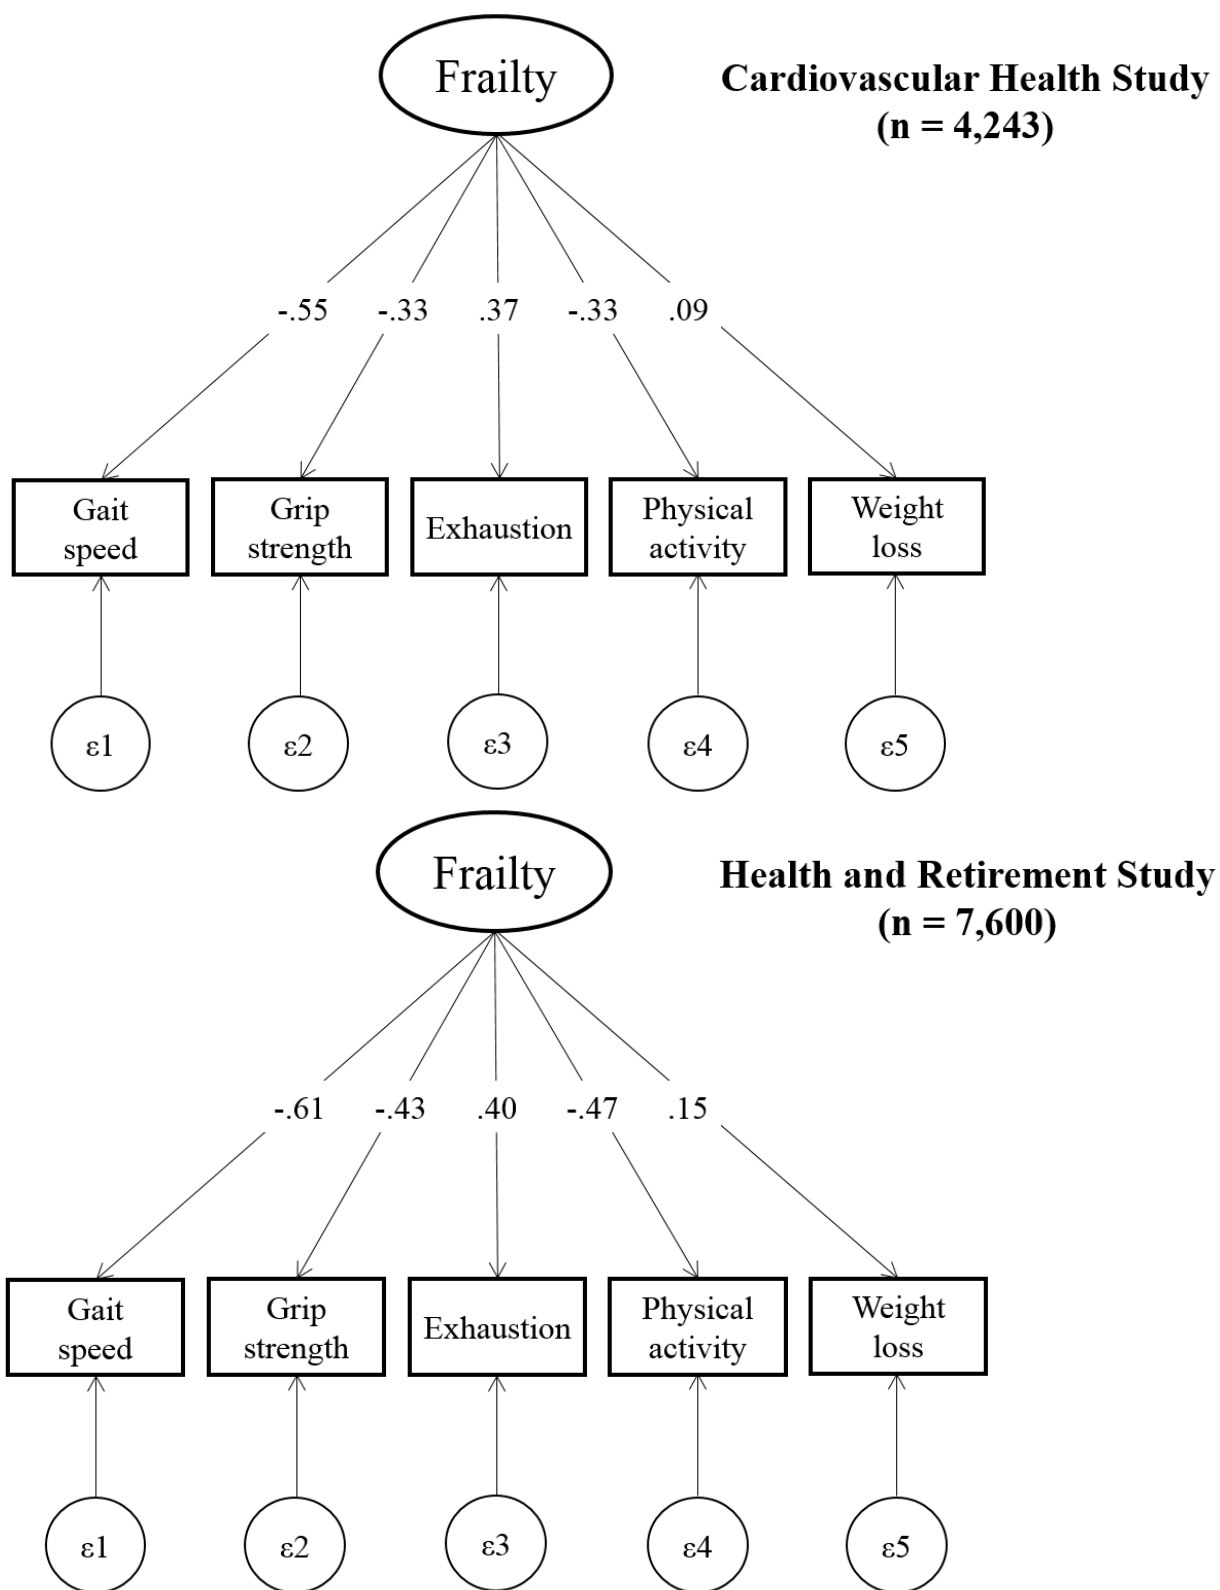 Frailty
Cardiovascular Health Study
(n = 4,243)
-.55 -.33 .37 -.33 .09
Gait
speed
Grip
strength
Exhaustion
Physical
activity
Weight
loss
ε1 ε2 ε3 ε4 ε5
Frailty
Health and Retirement Study
(n = 7,600)
-.61 -.43 .40 -.47 .15
Gait
speed
Grip
strength
Exhaustion
Physical
activity
Weight
loss
ε1 ε2 ε3 ε4 ε5